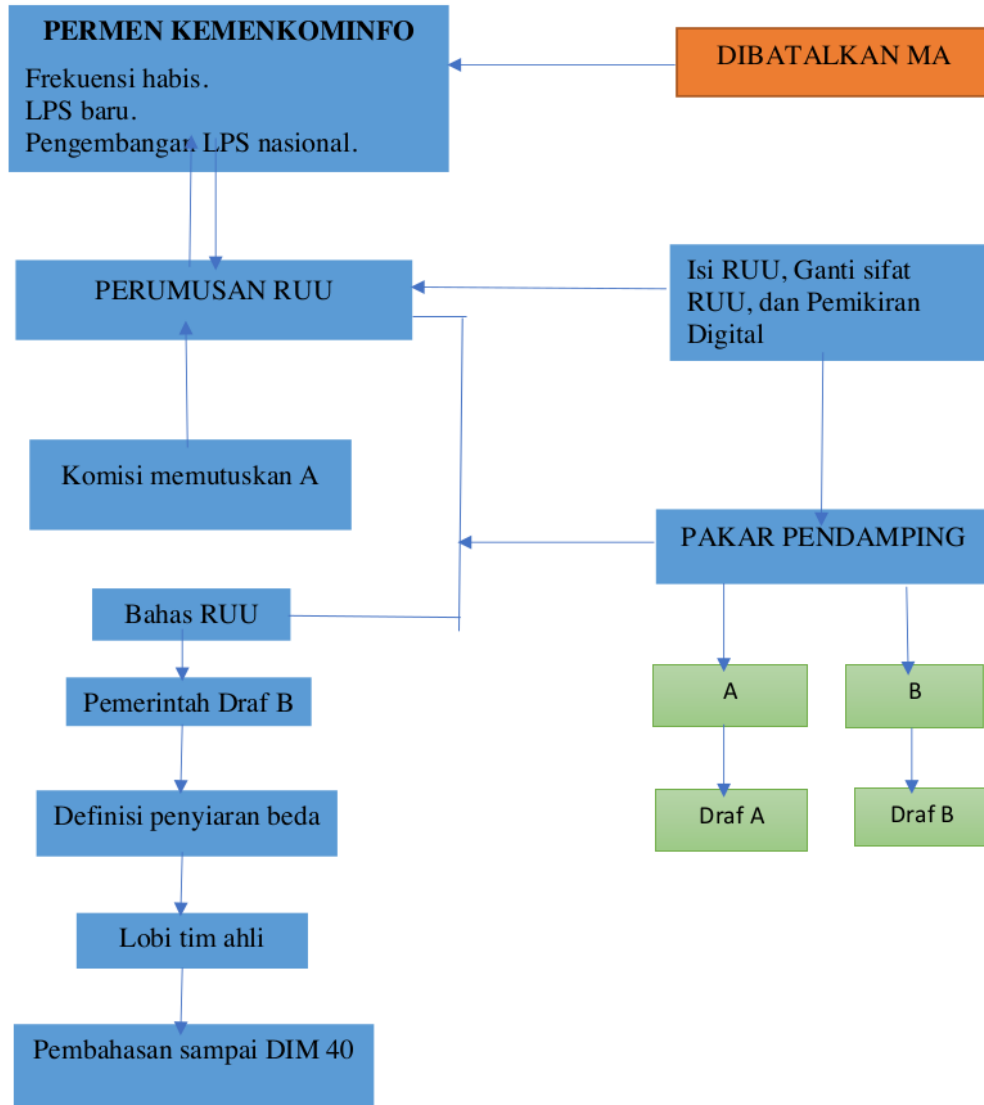 PERMEN KEMENKOMINFO
Frekuensi habis.
LPS baru.
Pengembangan LPS nasional.
DIBATALKAN MA
PERUMUSAN RUU
Isi RUU, Ganti sifat
RUU, dan Pemikiran
Digital
Komisi memutuskan A
PAKAR PENDAMPING
Bahas RUU
Pemerintah Draf B
A
B
Definisi penyiaran beda
Draf A
Draf B
Lobi tim ahli
Pembahasan sampai DIM 40